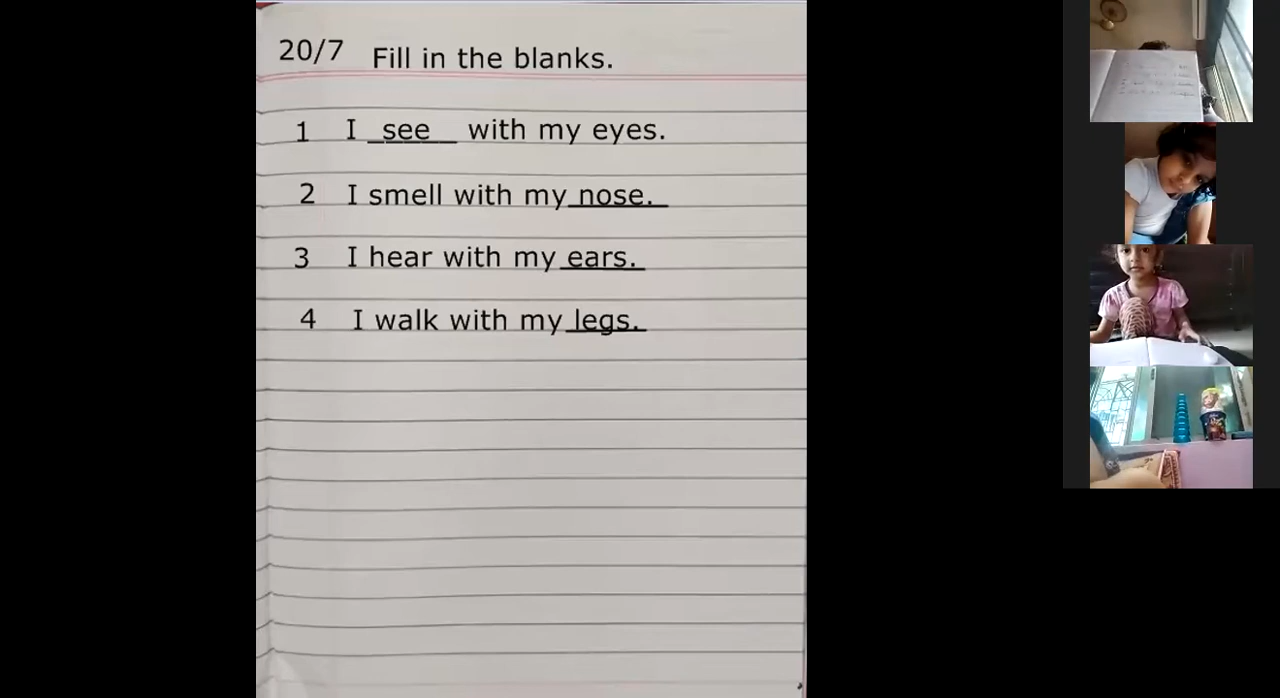 20/7 Fill in the blanks.
1 I see with my eyes.
2 I smell with my nose.
3 I hear with my ears.
4 I walk with my legs.